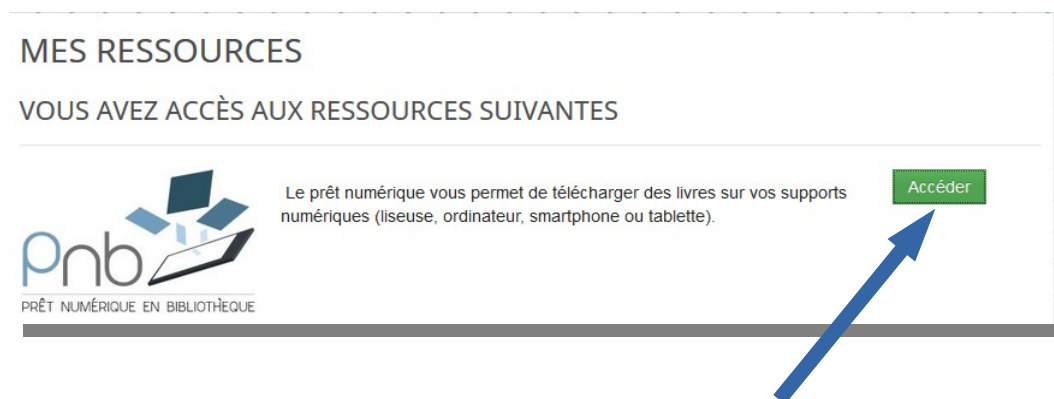 MES RESSOURCES
VOUS AVEZ ACCÈS AUX RESSOURCES SUIVANTES
Le prêt numérique vous permet de télécharger des livres sur vos supports
numériques (liseuse, ordinateur, smartphone ou tablette).
Accéder
pnb
PRÊT NUMÉRIQUE EN BIBLIOTHEQUE